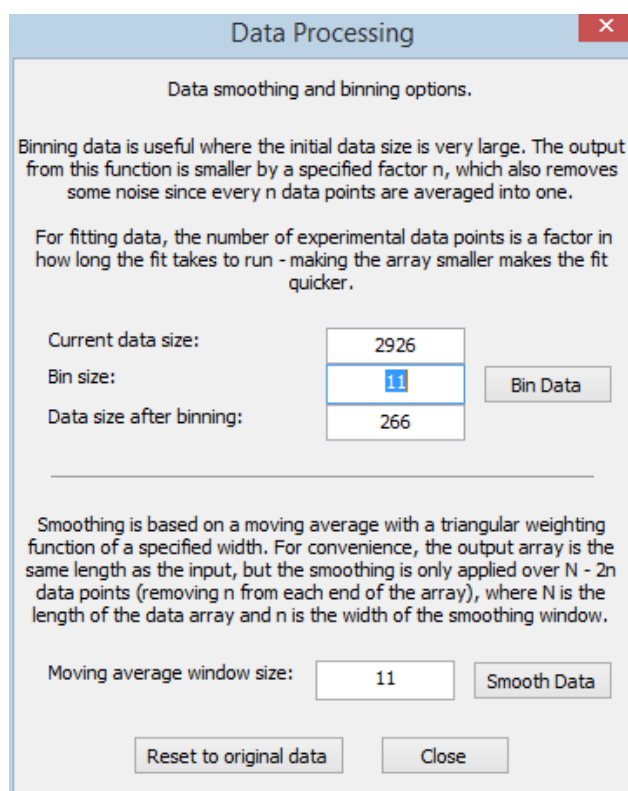 Data Processing
Data smoothing and binning options.
Binning data is useful where the initial data size is very large. The output
from this function is smaller by a specified factor n, which also removes
some noise since every n data points are averaged into one.
For fitting data, the number of experimental data points is a factor in
how long the fit takes to run - making the array smaller makes the fit
quicker.
Current data size: 2926
Bin size: 11 Bin Data
Data size after binning: 266
Smoothing is based on a moving average with a triangular weighting
function of a specified width. For convenience, the output array is the
same length as the input, but the smoothing is only applied over N - 2n
data points (removing n from each end of the array), where N is the
length of the data array and n is the width of the smoothing window.
Moving average window size: 11 Smooth Data
Reset to original data Close